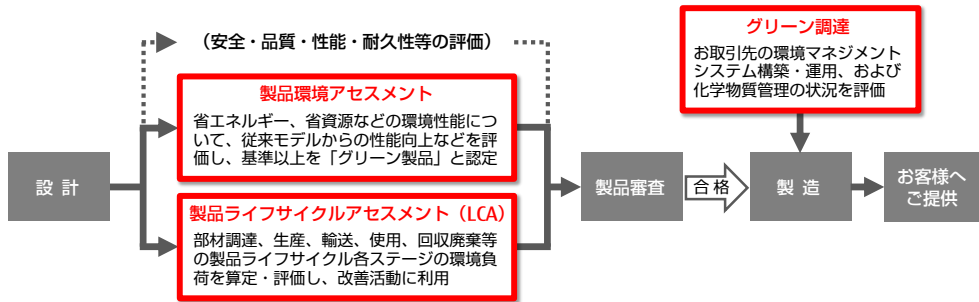 設 計
（安全・品質・性能・耐久性等の評価）
製品環境アセスメント
省エネルギー、省資源などの環境性能につ
いて、従来モデルからの性能向上などを評
価し、基準以上を「グリーン製品」と認定
製品ライフサイクルアセスメント（LCA）
部材調達、生産、輸送、使用、回収廃棄等
の製品ライフサイクル各ステージの環境負
荷を算定・評価し、改善活動に利用
製品審査
合格
グリーン調達
お取引先の環境マネジメント
システム構築・運用、および
化学物質管理の状況を評価
製 造
お客様へ
ご提供